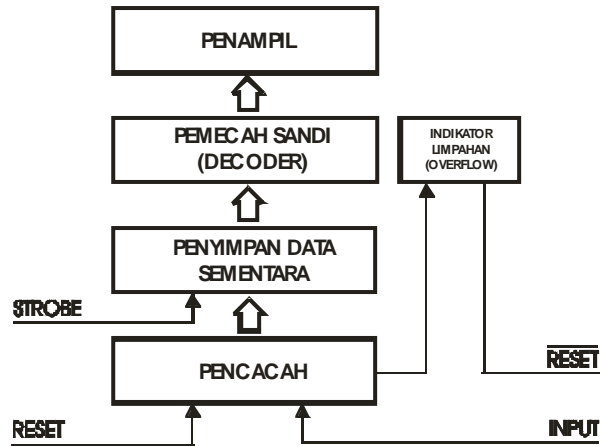 PENAMPIL
PEMECAH SANDI
(DECODER)
INDIKATOR
LIMPAHAN
(OVERFLOW)
PENYIMPAN DATA
SEMENTARA
STROBE
PENCACAH
RESET
RESET
INPUT